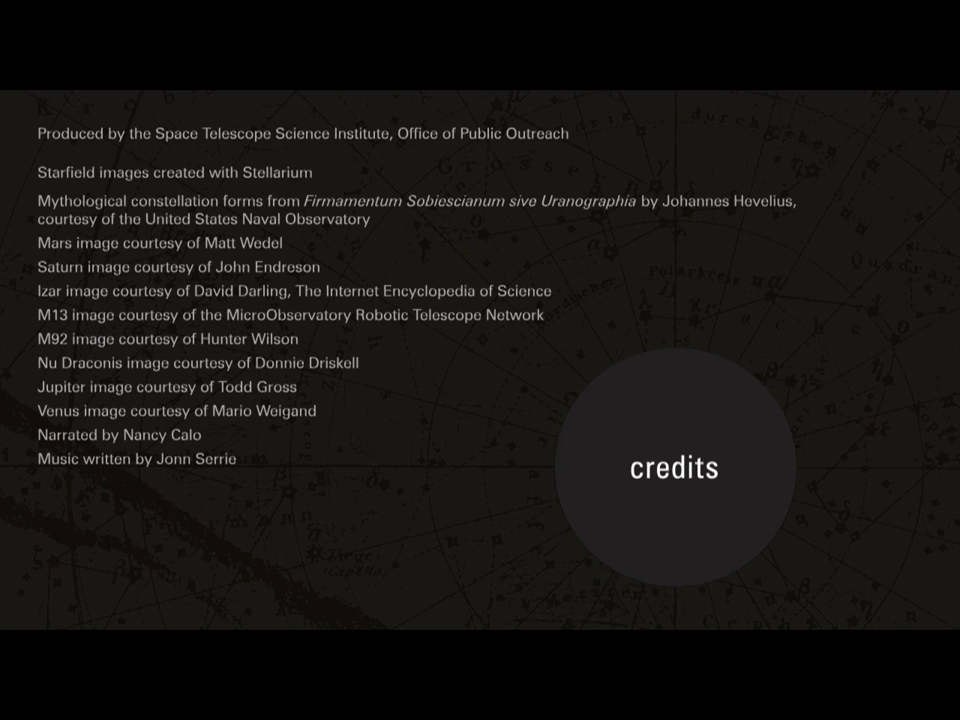 Produced by the Space Telescope Science Institute, Office of Public Outreach
Starfield images created with Stellarium
Mythological constellation forms from Firmamentum Sobiescianum sive Uranographia by Johannes Hevelius,
courtesy of the United States Naval Observatory
Mars image courtesy of Matt Wedel
Saturn image courtesy of John Endreson
Izar image courtesy of David Darling, The Internet Encyclopedia of Science
M13 image courtesy of the MicroObservatory Robotic Telescope Network
M92 image courtesy of Hunter Wilson
Nu Draconis image courtesy of Donnie Driskell
Jupiter image courtesy of Todd Gross
Venus image courtesy of Mario Weigand
Narrated by Nancy Calo
Music written by Jonn Serrie
credits